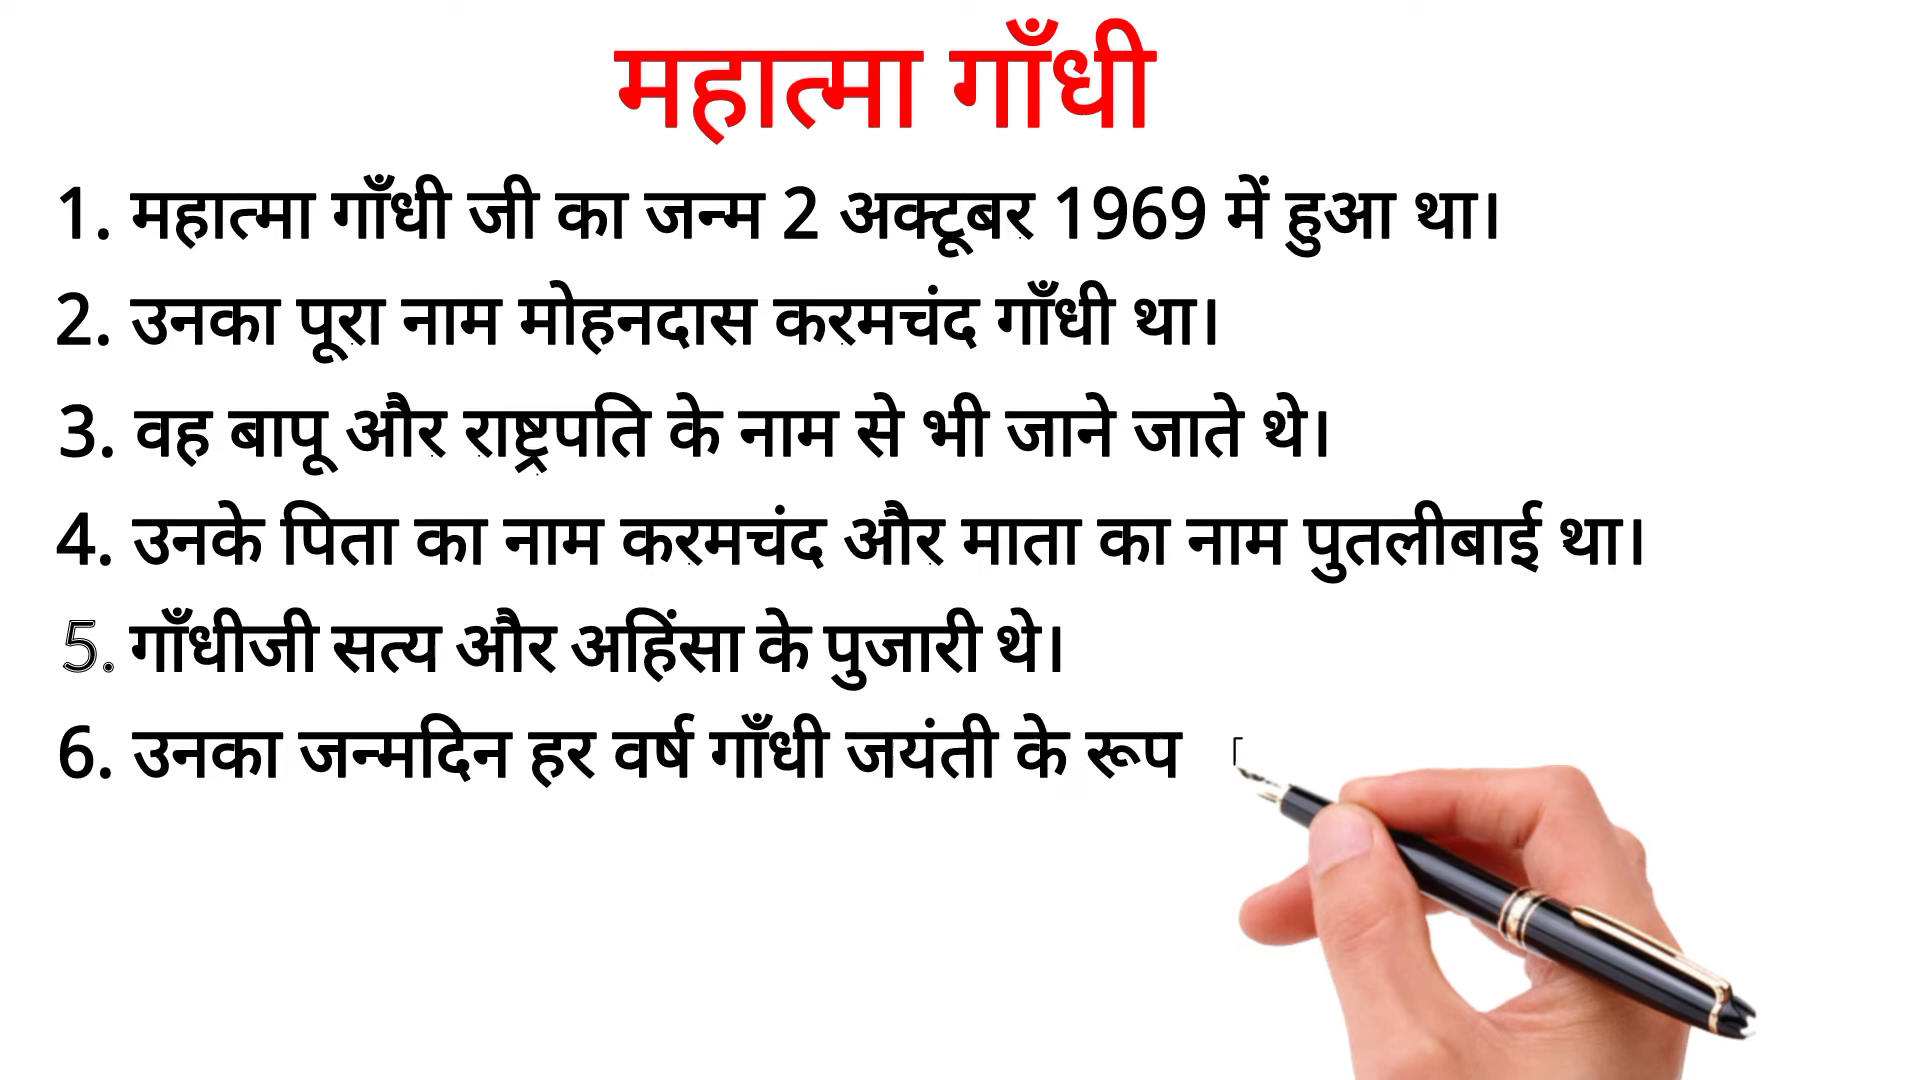 महात्मा गाँधी
1. महात्मा गाँधी जी का जन्म 2 अक्टूबर 1969 में हुआ था।
2. उनका पूरा नाम मोहनदास करमचंद गाँधी था।
3. वह बापू और राष्ट्रपति के नाम से भी जाने जाते थे।
4. उनके पिता का नाम करमचंद और माता का नाम पुतलीबाई था।
5. गाँधीजी सत्य और अहिंसा के पुजारी थे।
6. उनका जन्मदिन हर वर्ष गाँधी जयंती के रूप